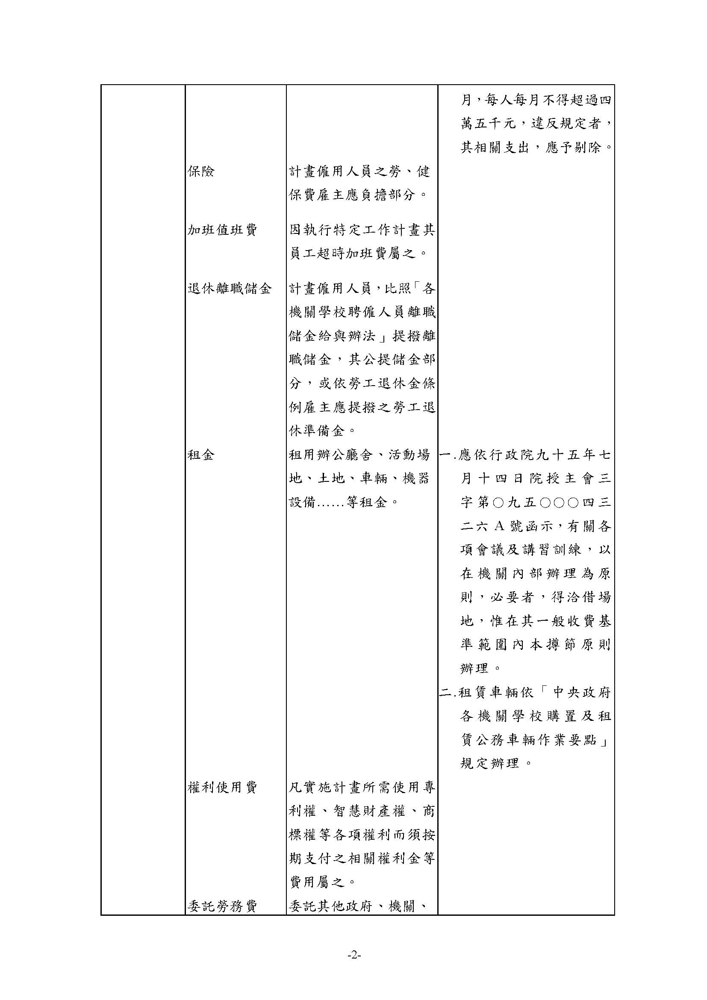 月，每人每月不得超過四
萬五千元，違反規定者，
其相關支出，應予剔除。
保險
計畫僱用人員之勞、健
保費雇主應負擔部分。
加班值班費
因執行特定工作計畫其
員工超時加班費屬之。
退休離職儲金
計畫僱用人員，比照「各
機關學校聘僱人員離職
儲金給與辦法」提撥離
職儲金，其公提儲金部
分，或依勞工退休金條
例雇主應提撥之勞工退
休準備金。
租金
租用辦公廳舍、活動場
地、土地、車輛、機器
設備……等租金。
一.應依行政院九十五年七
月十四日院授主會三
字第○九五○○○四三
二六 A 號函示，有關各
項會議及講習訓練，以
在機關內部辦理為原
則，必要者，得洽借場
地，惟在其一般收費基
準範圍內本撙節原則
辦理。
二.租賃車輛依「中央政府
各機關學校購置及租
賃公務車輛作業要點」
規定辦理。
權利使用費
凡實施計畫所需使用專
利權、智慧財產權、商
標權等各項權利而須按
期支付之相關權利金等
費用屬之。
委託勞務費
委託其他政府、機關、
-2-